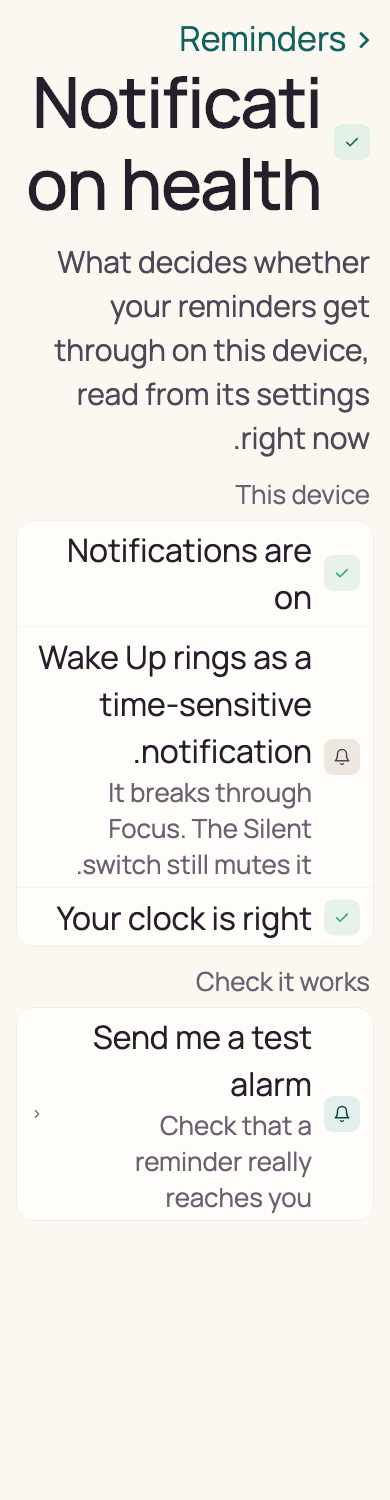 Reminders
Notificati
on health
What decides whether
your reminders get
through on this device,
read from its settings
.right now
This device
Notifications are
on
Wake Up rings as a
time-sensitive
.notification
It breaks through
Focus. The Silent
.switch still mutes it
Your clock is right
Check it works
Send me a test
alarm
Check that a
reminder really
reaches you